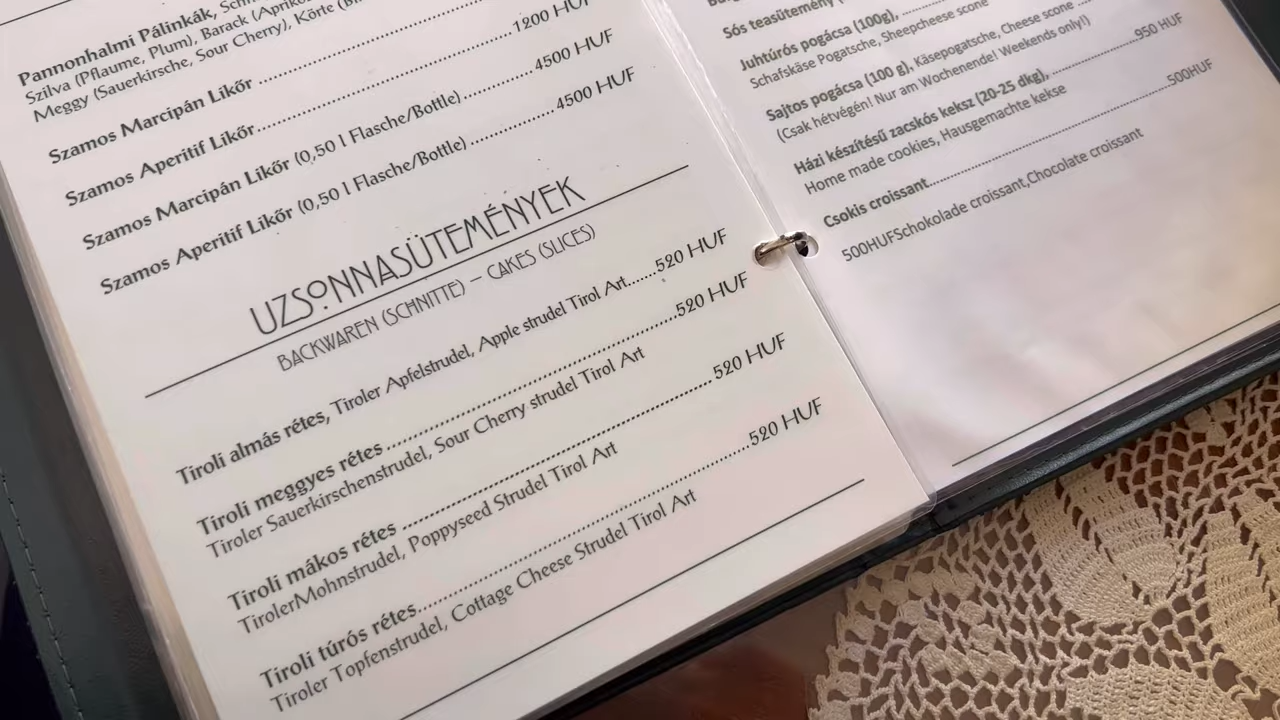 Pannonhalmi Pálinkák,
Szilva (Pflaume, Plum), Barack
Meggy (Sauerkirsche, Sour Cherry), Körte
Szamos Marcipán Likőr ........ 1200 HUF
Szamos Aperitif Likőr ........ 4500 HUF
Szamos Marcipán Likőr (0,50 l Flasche/Bottle) ........ 4500 HUF
Szamos Aperitif Likőr (0,50 l Flasche/Bottle)
UZSONNASÜTEMÉNYEK
BACKWAREN (SCHNITTE) – CAKES (SLICES)
Tiroli almás rétes, Tiroler Apfelstrudel, Apple strudel Tirol Art......520 HUF
Tiroli meggyes rétes ........ 520 HUF
Tiroler Sauerkirschenstrudel, Sour Cherry strudel Tirol Art
Tiroli mákos rétes ........ 520 HUF
TirolerMohnstrudel, Poppyseed Strudel Tirol Art
Tiroli túrós rétes........ 520 HUF
Tiroler Topfenstrudel, Cottage Cheese Strudel Tirol Art
Sós teasütemény
Juhtúrós pogácsa (100g),
Schafskäse Pogatsche, Sheepcheese scone
Sajtos pogácsa (100 g), Käsepogatsche, Cheese scone
(Csak hétvégén! Nur am Wochenende! Weekends only!)
Házi készítésű zacskós keksz (20-25 dkg), ........ 950 HUF
Home made cookies, Hausgemachte kekse
Csokis croissant........ 500HUF
500HUFSchokolade croissant,Chocolate croissant